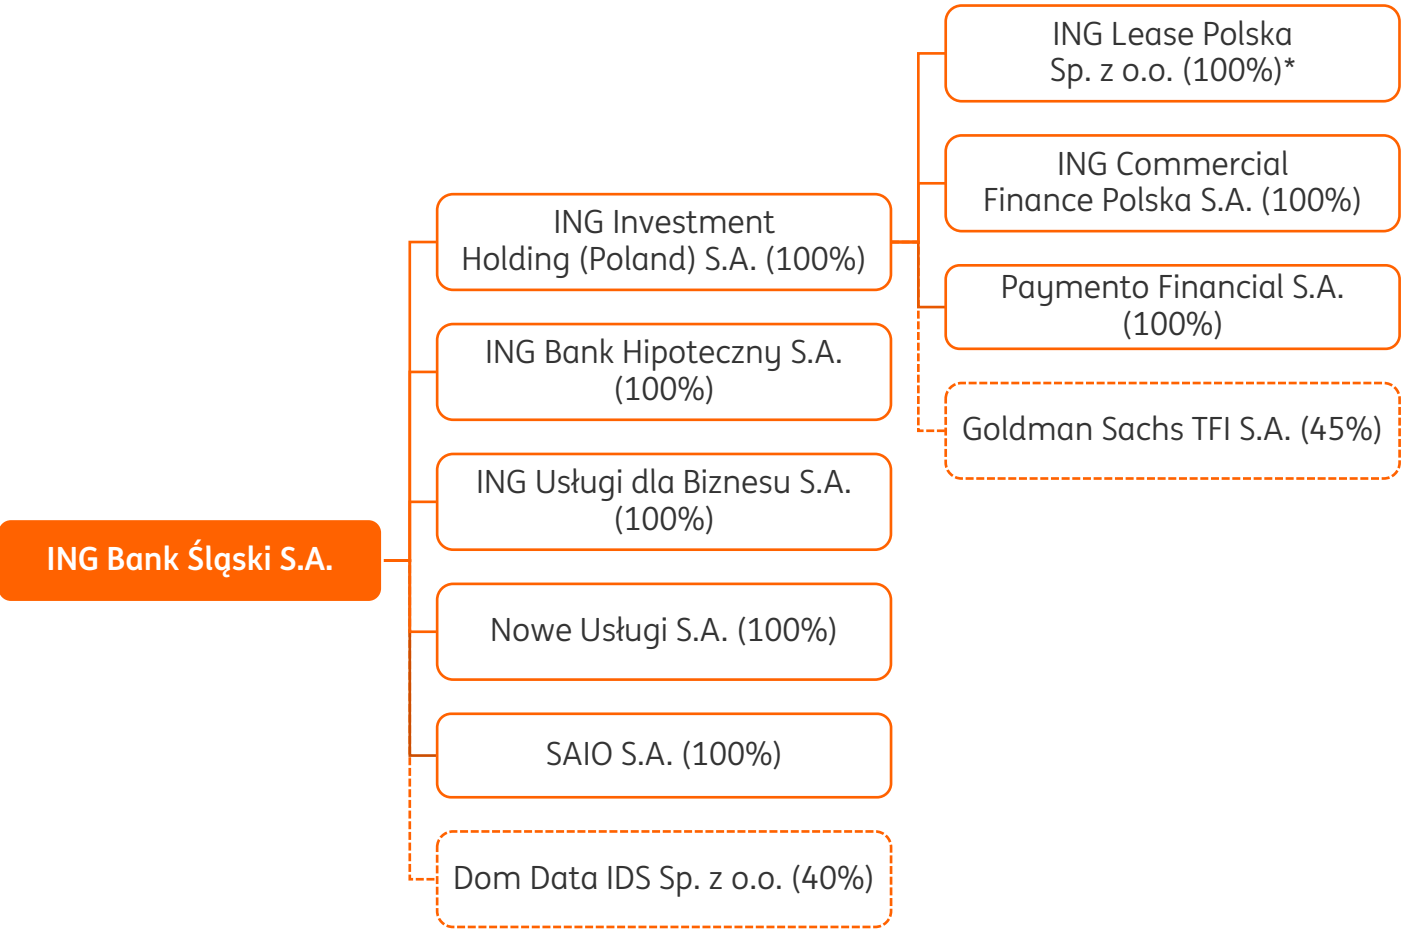 ING Bank Śląski S.A.
ING Investment
Holding (Poland) S.A. (100%)
ING Bank Hipoteczny S.A.
(100%)
ING Usługi dla Biznesu S.A.
(100%)
Nowe Usługi S.A. (100%)
SAIO S.A. (100%)
Dom Data IDS Sp. z o.o. (40%)
ING Lease Polska
Sp. z o.o. (100%)*
ING Commercial
Finance Polska S.A. (100%)
Paymento Financial S.A.
(100%)
Goldman Sachs TFI S.A. (45%)